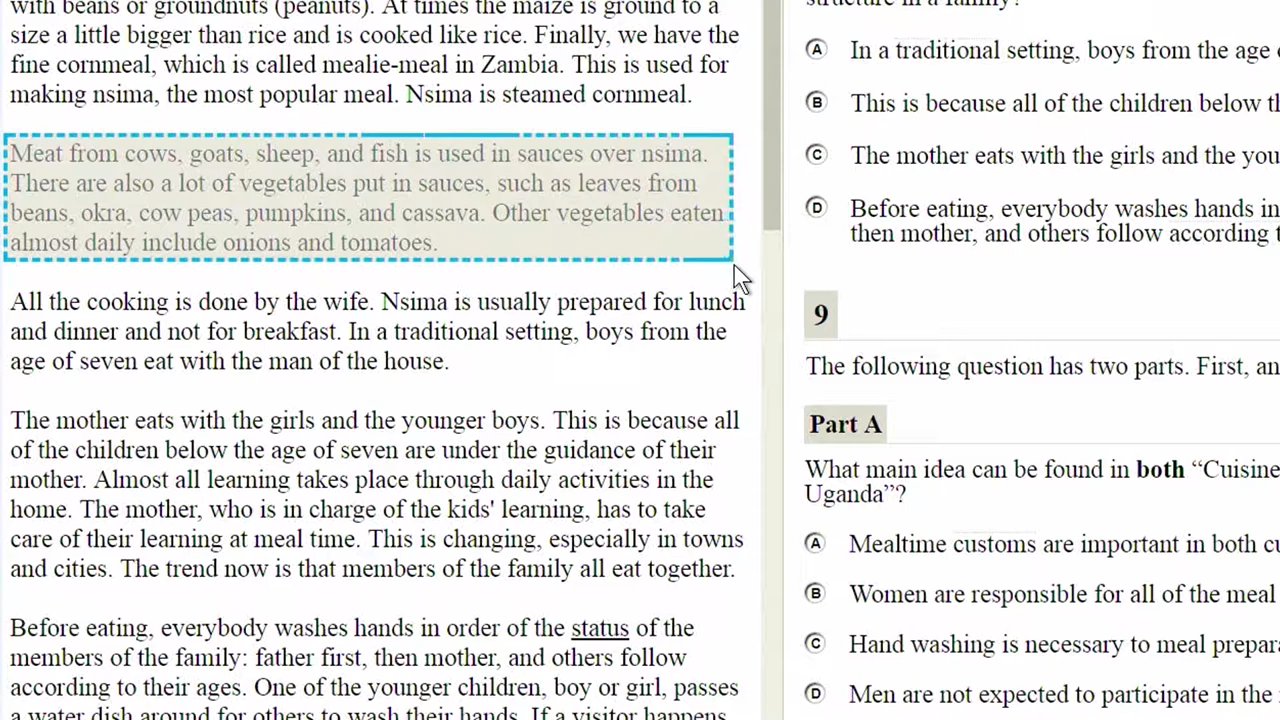 with beans or groundnuts (peanuts). At times the maize is ground to a
size a little bigger than rice and is cooked like rice. Finally, we have the
fine cornmeal, which is called mealie-meal in Zambia. This is used for
making nsima, the most popular meal. Nsima is steamed cornmeal.
Meat from cows, goats, sheep, and fish is used in sauces over nsima.
There are also a lot of vegetables put in sauces, such as leaves from
beans, okra, cow peas, pumpkins, and cassava. Other vegetables eaten
almost daily include onions and tomatoes.
All the cooking is done by the wife. Nsima is usually prepared for lunch
and dinner and not for breakfast. In a traditional setting, boys from the
age of seven eat with the man of the house.
The mother eats with the girls and the younger boys. This is because all
of the children below the age of seven are under the guidance of their
mother. Almost all learning takes place through daily activities in the
home. The mother, who is in charge of the kids' learning, has to take
care of their learning at meal time. This is changing, especially in towns
and cities. The trend now is that members of the family all eat together.
Before eating, everybody washes hands in order of the status of the
members of the family: father first, then mother, and others follow
according to their ages. One of the younger children, boy or girl, passes
a water dish around for others to wash their hands. If a visitor happens
structure in a family?
A In a traditional setting, boys from the age
B This is because all of the children below
C The mother eats with the girls and the
D Before eating, everybody washes hands in
then mother, and others follow according
9
The following question has two parts. First,
Part A
What main idea can be found in both “Cuisine
Uganda”?
A Mealtime customs are important in both
B Women are responsible for all of the meal
C Hand washing is necessary to meal
D Men are not expected to participate in the